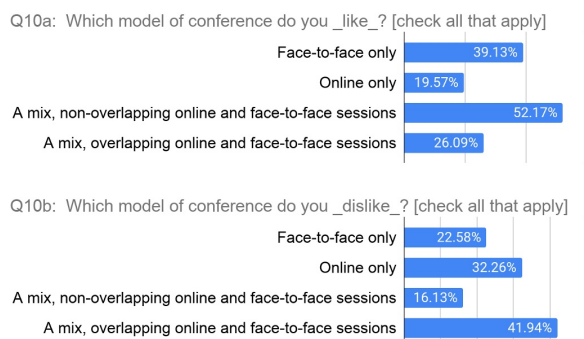 Q10a:  Which model of conference do you _like_? [check all that apply]
Face-to-face only 39.13%
Online only 19.57%
A mix, non-overlapping online and face-to-face sessions 52.17%
A mix, overlapping online and face-to-face sessions 26.09%
Q10b:  Which model of conference do you _dislike_? [check all that apply]
Face-to-face only 22.58%
Online only 32.26%
A mix, non-overlapping online and face-to-face sessions 16.13%
A mix, overlapping online and face-to-face sessions 41.94%